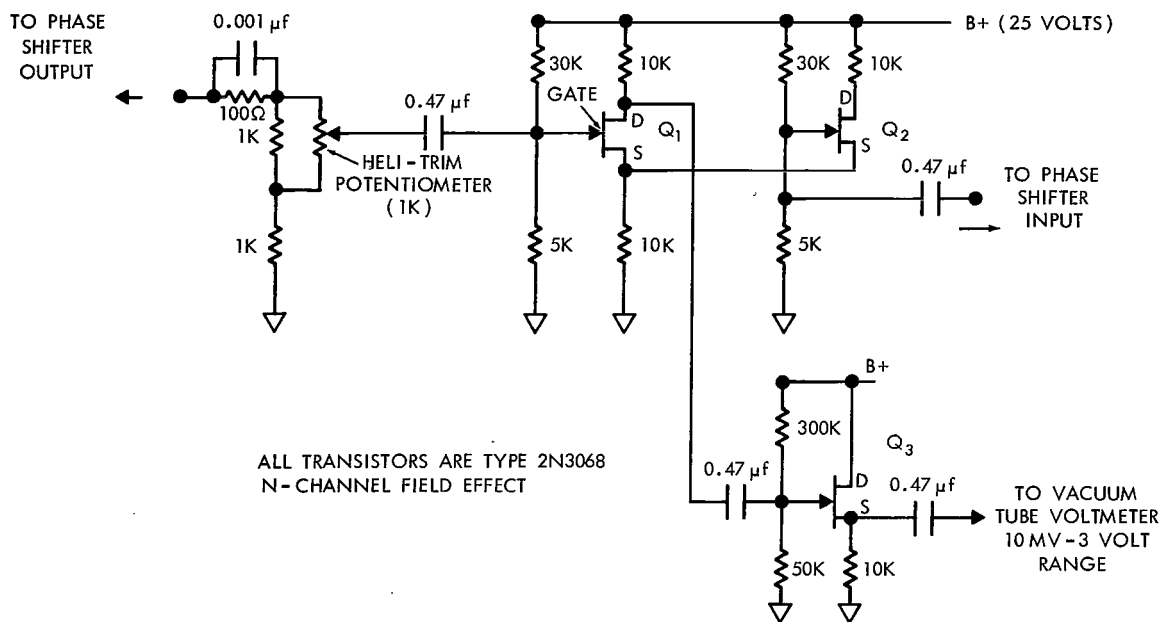 TO PHASE
SHIFTER
OUTPUT
0.001 μf
100Ω
1K
1K
HELI-TRIM
POTENTIOMETER
(1K)
0.47 μf
30K
10K
GATE
D
Q1
S
5K
10K
30K
10K
B+ (25 VOLTS)
D
Q2
S
0.47 μf
5K
TO PHASE
SHIFTER
INPUT
B+
300K
Q3
0.47 μf
D
S
0.47 μf
50K
10K
TO VACUUM
TUBE VOLTMETER
10 MV-3 VOLT
RANGE
ALL TRANSISTORS ARE TYPE 2N3068
N-CHANNEL FIELD EFFECT